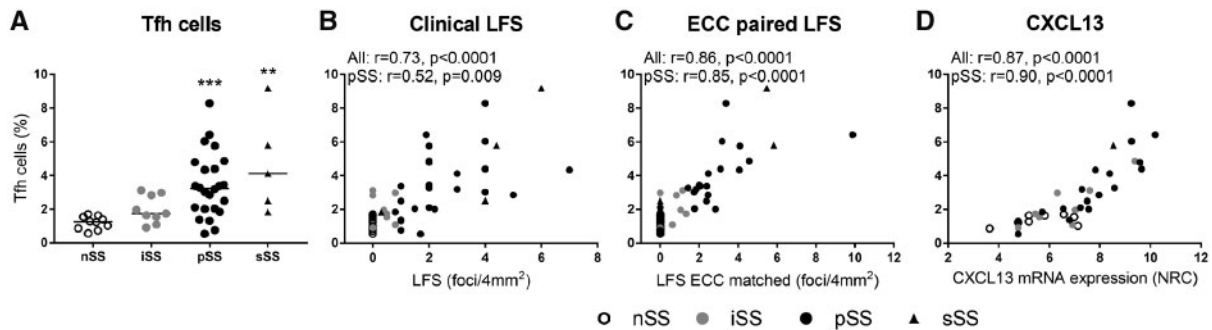 A Tfh cells
Tfh cells (%)
10
8
6
4
2
0
***
**
nSS iSS pSS sSS
B Clinical LFS
All: r=0.73, p<0.0001
pSS: r=0.52, p=0.009
10
8
6
4
2
0
0 2 4 6 8
LFS (foci/4mm²)
C ECC paired LFS
All: r=0.86, p<0.0001
pSS: r=0.85, p<0.0001
10
8
6
4
2
0
0 2 4 6 8 10 12
LFS ECC matched (foci/4mm²)
D CXCL13
All: r=0.87, p<0.0001
pSS: r=0.90, p<0.0001
10
8
6
4
2
0
2 4 6 8 10 12
CXCL13 mRNA expression (NRC)
nSS iSS pSS sSS